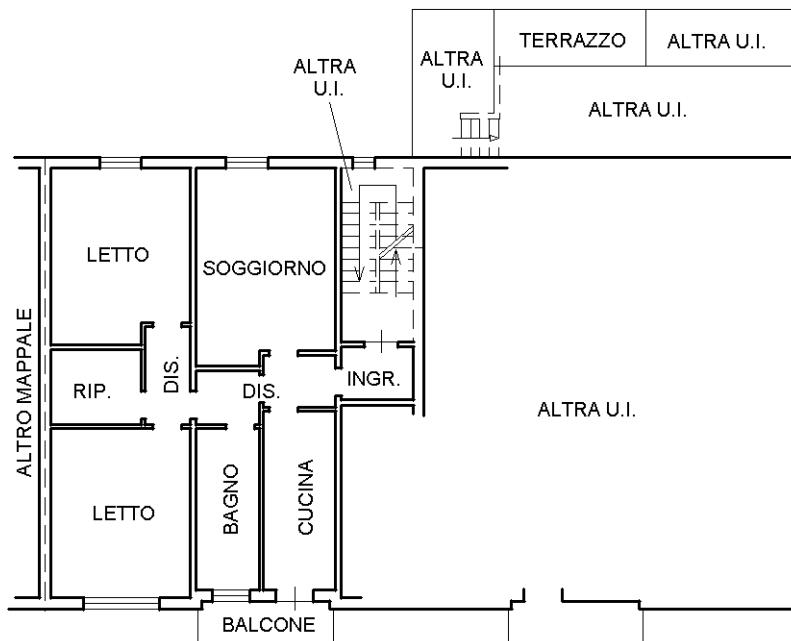 ALTRA
U.I.
TERRAZZO
ALTRA U.I.
ALTRA
U.I.
ALTRA U.I.
LETTO
SOGGIORNO
ALTRO MAPPALE
RIP.
DIS.
DIS.
INGR.
ALTRA U.I.
LETTO
BAGNO
CUCINA
BALCONE